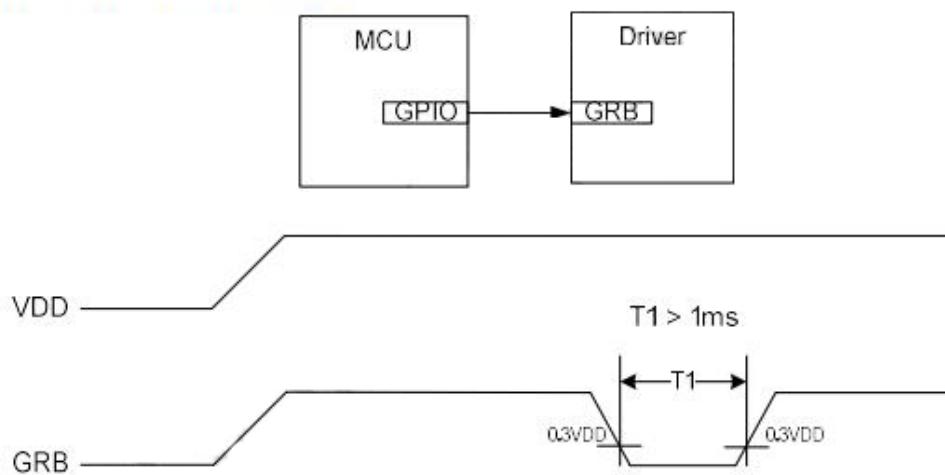 MCU
Driver
GPIO
GRB
VDD
T1 > 1ms
T1
0.3VDD
0.3VDD
GRB